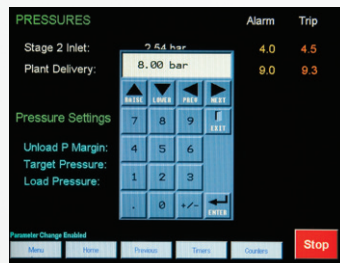 PRESSURES Alarm Trip
Stage 2 Inlet: 2.54 bar 4.0 4.5
Plant Delivery: 9.0 9.3
8.00 bar
RAISE LOWER PREV NEXT
Pressure Settings
7 8 9 EXIT
Unload P Margin:
4 5 6
Target Pressure:
Load Pressure:
1 2 3
. 0 +/- ENTER
Parameter Change Enabled
Menu Home Previous Timers Counters Stop